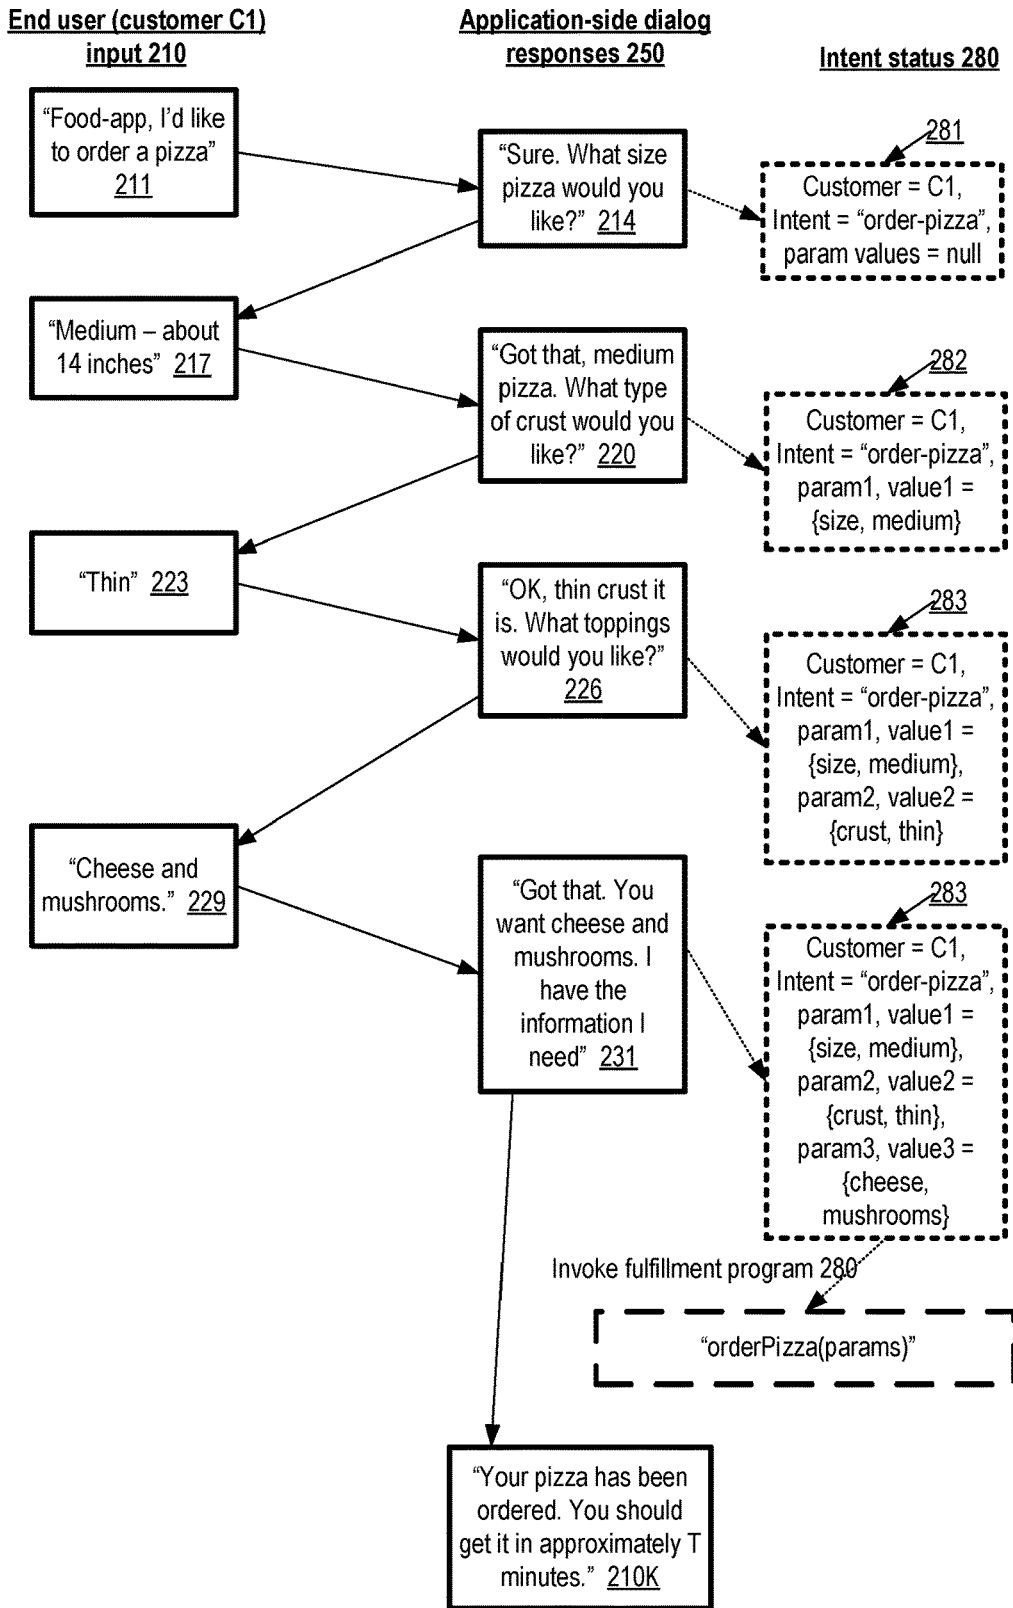 End user (customer C1)
input 210
Application-side dialog
responses 250
Intent status 280
“Food-app, I’d like
to order a pizza”
211
“Sure. What size
pizza would you
like?” 214
281
Customer = C1,
Intent = “order-pizza”,
param values = null
“Medium – about
14 inches” 217
“Got that, medium
pizza. What type
of crust would you
like?” 220
282
Customer = C1,
Intent = “order-pizza”,
param1, value1 =
{size, medium}
“Thin” 223
“OK, thin crust it
is. What toppings
would you like?”
226
283
Customer = C1,
Intent = “order-pizza”,
param1, value1 =
{size, medium},
param2, value2 =
{crust, thin}
“Cheese and
mushrooms.” 229
“Got that. You
want cheese and
mushrooms. I
have the
information I
need” 231
283
Customer = C1,
Intent = “order-pizza”,
param1, value1 =
{size, medium},
param2, value2 =
{crust, thin},
param3, value3 =
{cheese,
mushrooms}
Invoke fulfillment program 280
“orderPizza(params)”
“Your pizza has been
ordered. You should
get it in approximately T
minutes.” 210K